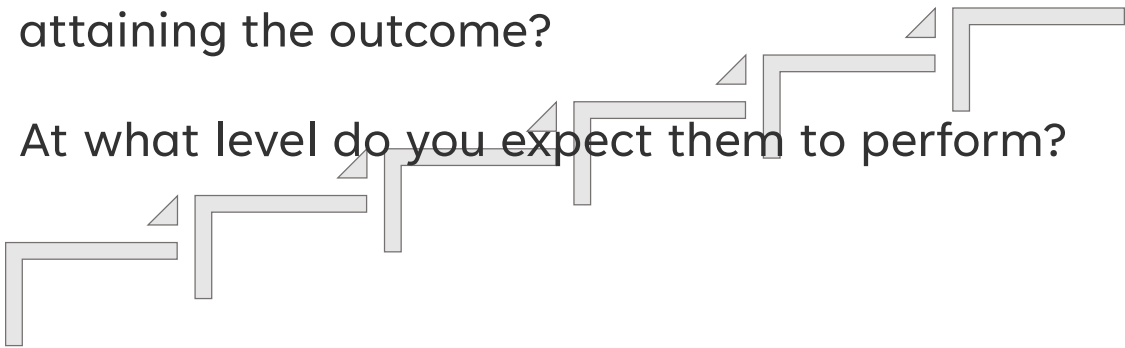 attaining the outcome?
At what level do you expect them to perform?